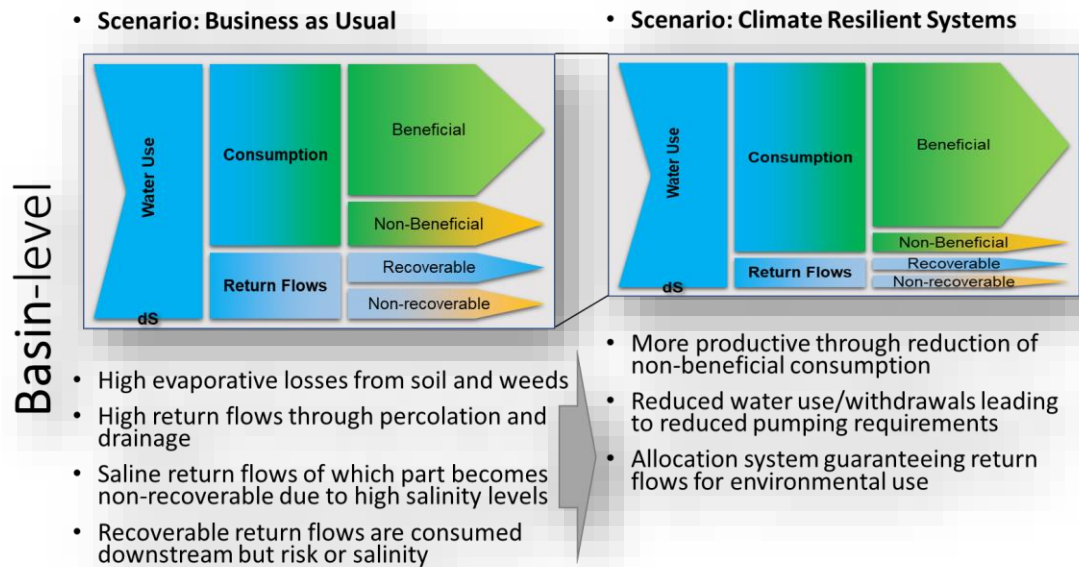 Basin-level
• Scenario: Business as Usual
Water Use
dS
Consumption
Return Flows
Beneficial
Non-Beneficial
Recoverable
Non-recoverable
• High evaporative losses from soil and weeds
• High return flows through percolation and
drainage
• Saline return flows of which part becomes
non-recoverable due to high salinity levels
• Recoverable return flows are consumed
downstream but risk or salinity
• Scenario: Climate Resilient Systems
Water Use
dS
Consumption
Return Flows
Beneficial
Non-Beneficial
Recoverable
Non-recoverable
• More productive through reduction of
non-beneficial consumption
• Reduced water use/withdrawals leading
to reduced pumping requirements
• Allocation system guaranteeing return
flows for environmental use